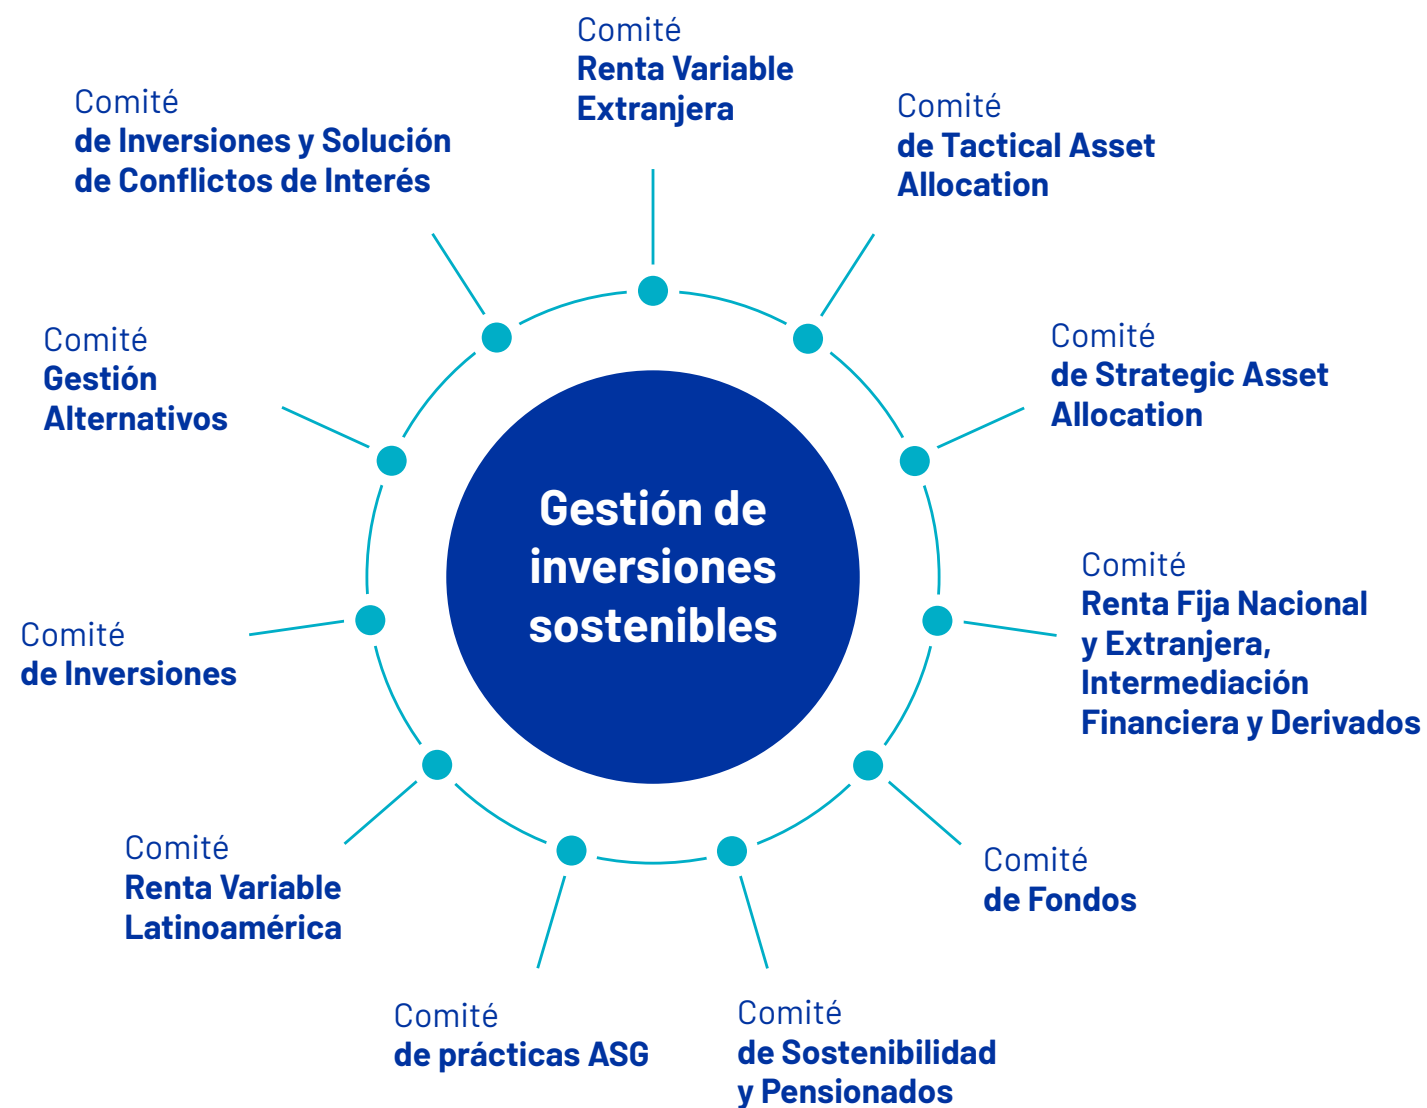 Comité
Renta Variable
Extranjera
Comité
de Tactical Asset
Allocation
Comité
de Strategic Asset
Allocation
Comité
Renta Fija Nacional
y Extranjera,
Intermediación
Financiera y Derivados
Comité
de Fondos
Comité
de Sostenibilidad
y Pensionados
Comité
de prácticas ASG
Comité
Renta Variable
Latinoamérica
Comité
de Inversiones
Comité
Gestión
Alternativos
Comité
de Inversiones y Solución
de Conflictos de Interés
Gestión de
inversiones
sostenibles